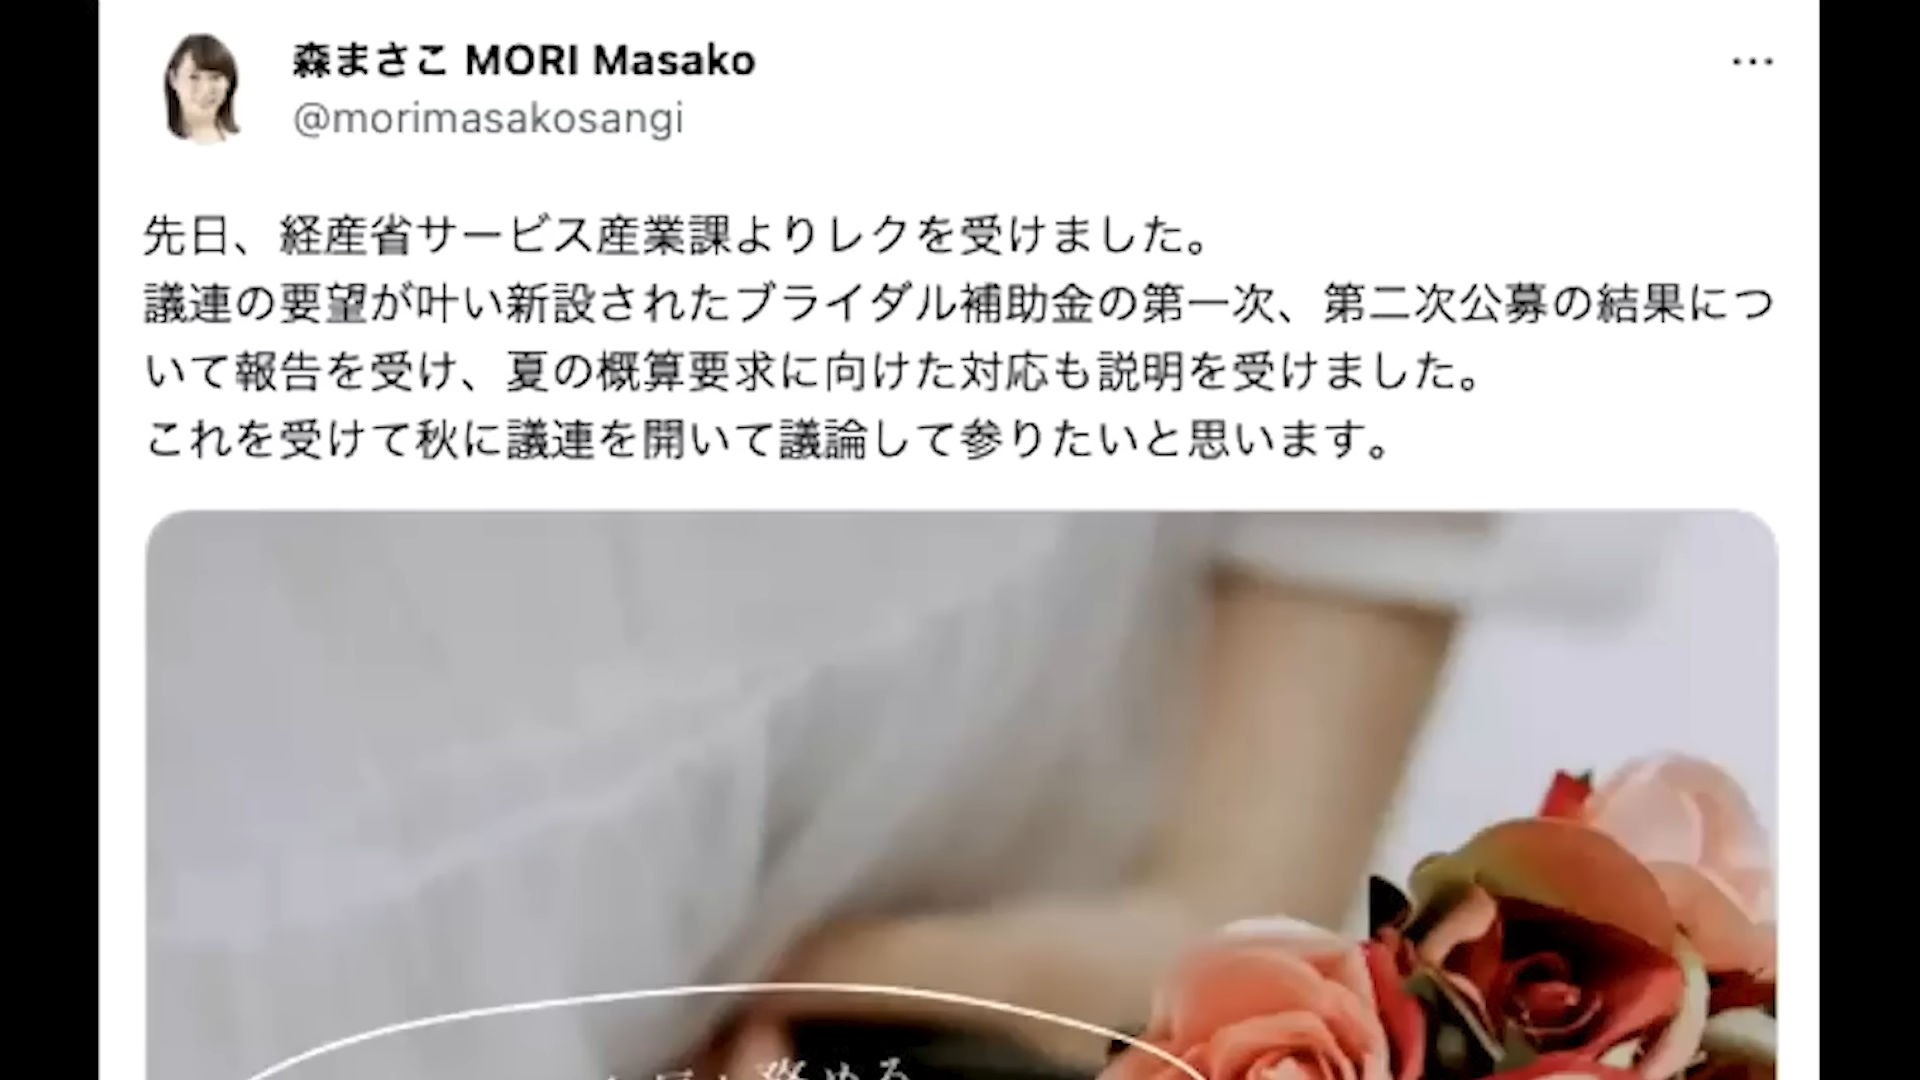 森まさこ MORI Masako
@morimasakosangi
先日、経産省サービス産業課よりレクを受けました。
議連の要望が叶い新設されたブライダル補助金の第一次、第二次公募の結果につ
いて報告を受け、夏の概算要求に向けた対応も説明を受けました。
これを受けて秋に議連を開いて議論して参りたいと思います。
務める